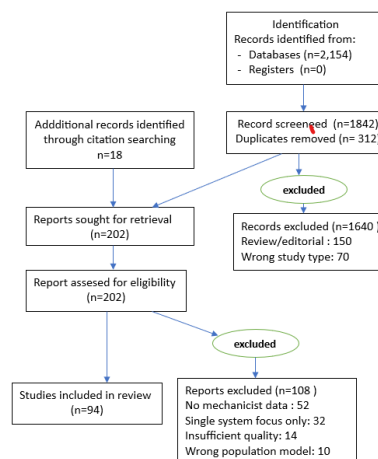 Identification
Records identified from:
- Databases (n=2,154)
- Registers (n=0)
Addditional records identified
through citation searching
n=18
Record screeneed (n=1842)
Duplicates removed (n= 312)
excluded
Reports sought for retrieval
(n=202)
Records excluded (n=1640)
Review/editorial : 150
Wrong study type: 70
Report assesed for eligibility
(n=202)
excluded
Studies included in review
(n=94)
Reports excluded (n=108 )
No mechanicist data : 52
Single system focus only: 32
Insufficient quality: 14
Wrong population model: 10